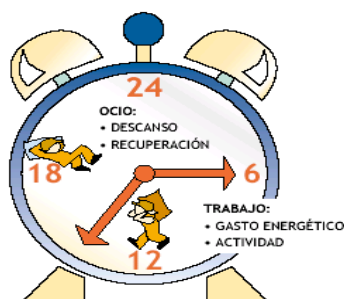 24
OCIO:
• DESCANSO
• RECUPERACIÓN
18
6
TRABAJO:
• GASTO ENERGÉTICO
• ACTIVIDAD
12